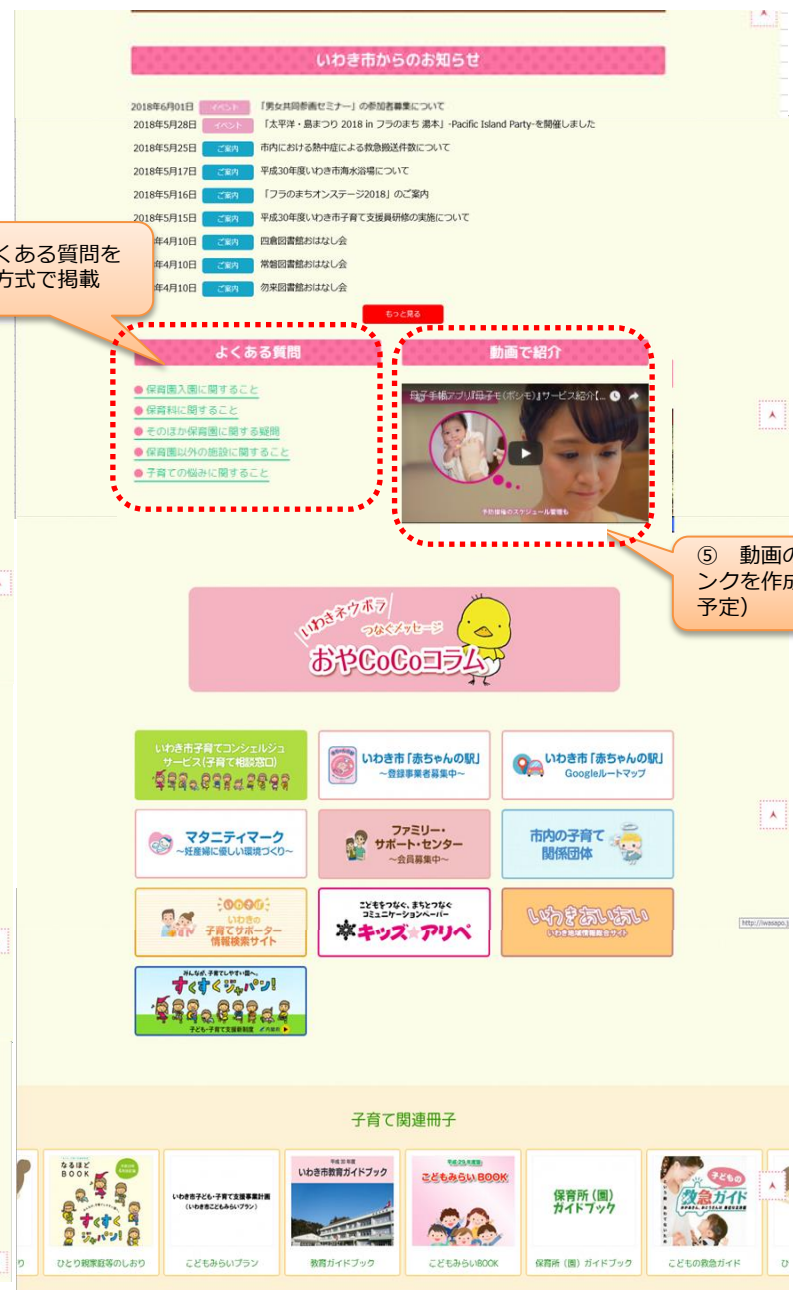 いわき市からのお知らせ
2018年6月01日 イベント 「男女共同参画セミナー」の参加者募集について
2018年5月28日 イベント 「太平洋・島まつり 2018 in フラのまち 湯本」-Pacific Island Party-を開催しました
2018年5月25日 ご案内 市内における熱中症による救急搬送件数について
2018年5月17日 ご案内 平成30年度いわき市海水浴場について
2018年5月16日 ご案内 「フラのまちオンステージ2018」のご案内
2018年5月15日 ご案内 平成30年度いわき市子育て支援員研修の実施について
年4月10日 ご案内 四倉図書館おはなし会
年4月10日 ご案内 常磐図書館おはなし会
年4月10日 ご案内 勿来図書館おはなし会
くある質問を
方式で掲載
もっと見る
よくある質問
保育園入園に関すること
保育料に関すること
そのほか保育園に関する疑問
保育園以外の施設に関すること
子育ての悩みに関すること
動画で紹介
母子手帳アプリ『母子モ(ボシモ)』サービス紹介【...
予防接種のスケジュール管理も
⑤ 動画の
ンクを作成
予定)
いわきネウボラ
つなぐメッセージ
おやCoCoコラム
いわき市子育てコンシェルジュ
サービス(子育て相談窓口)
いわき市「赤ちゃんの駅」
～登録事業者募集中～
いわき市「赤ちゃんの駅」
Googleルートマップ
マタニティマーク
～妊産婦に優しい環境づくり～
ファミリー・
サポート・センター
～会員募集中～
市内の子育て
関係団体
いわさぽ
いわきの
子育てサポーター
情報検索サイト
こどもをつなぐ、まちとつなぐ
コミュニケーションペーパー
キッズ☆アリペ
いわきあいあい
いわき地域情報総合サイト
http://iwasapo.j
みんなが、子育てしやすい国へ。
すくすくジャパン!
子ども・子育て支援新制度 内閣府
子育て関連冊子
なるほど
BOOK
すくすく
ジャパン!
ひとり親家庭等のしおり
いわき市子ども・子育て支援事業計画
(いわき市こどもみらいプラン)
こどもみらいプラン
平成30年度
いわき市教育ガイドブック
教育ガイドブック
平成29年度版
こどもみらいBOOK
こどもみらいBOOK
保育所(園)
ガイドブック
保育所(園)ガイドブック
子どもの
救急ガイド
こどもの救急ガイド